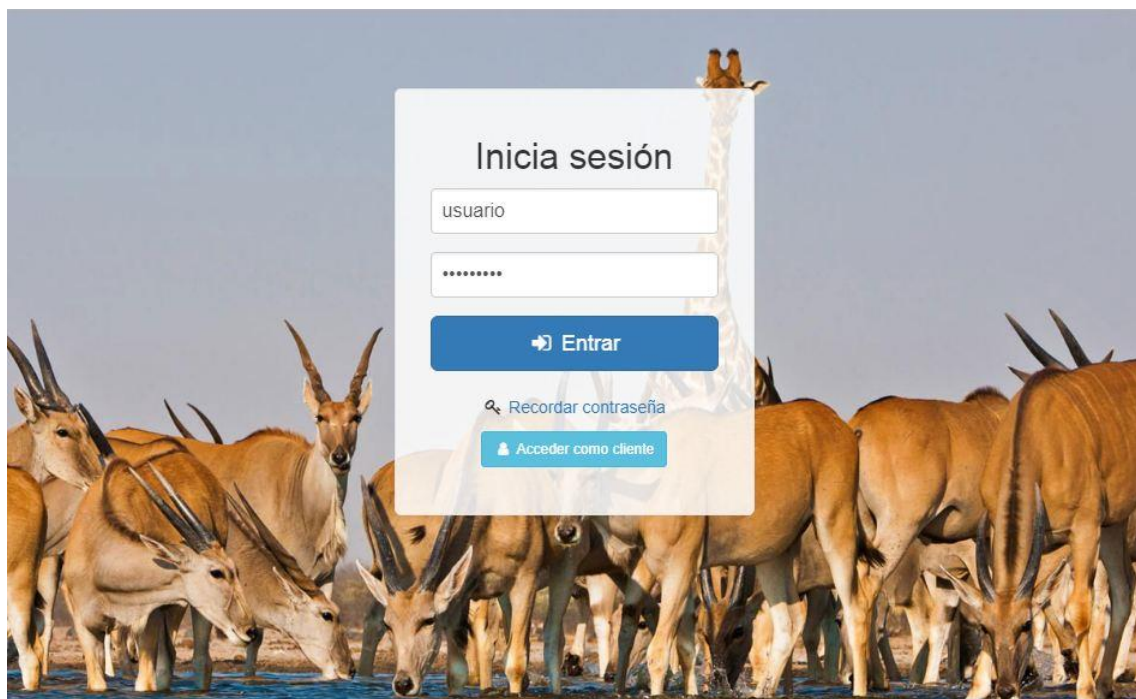 Inicia sesión
usuario
•••••••••
Entrar
Recordar contraseña
Acceder como cliente